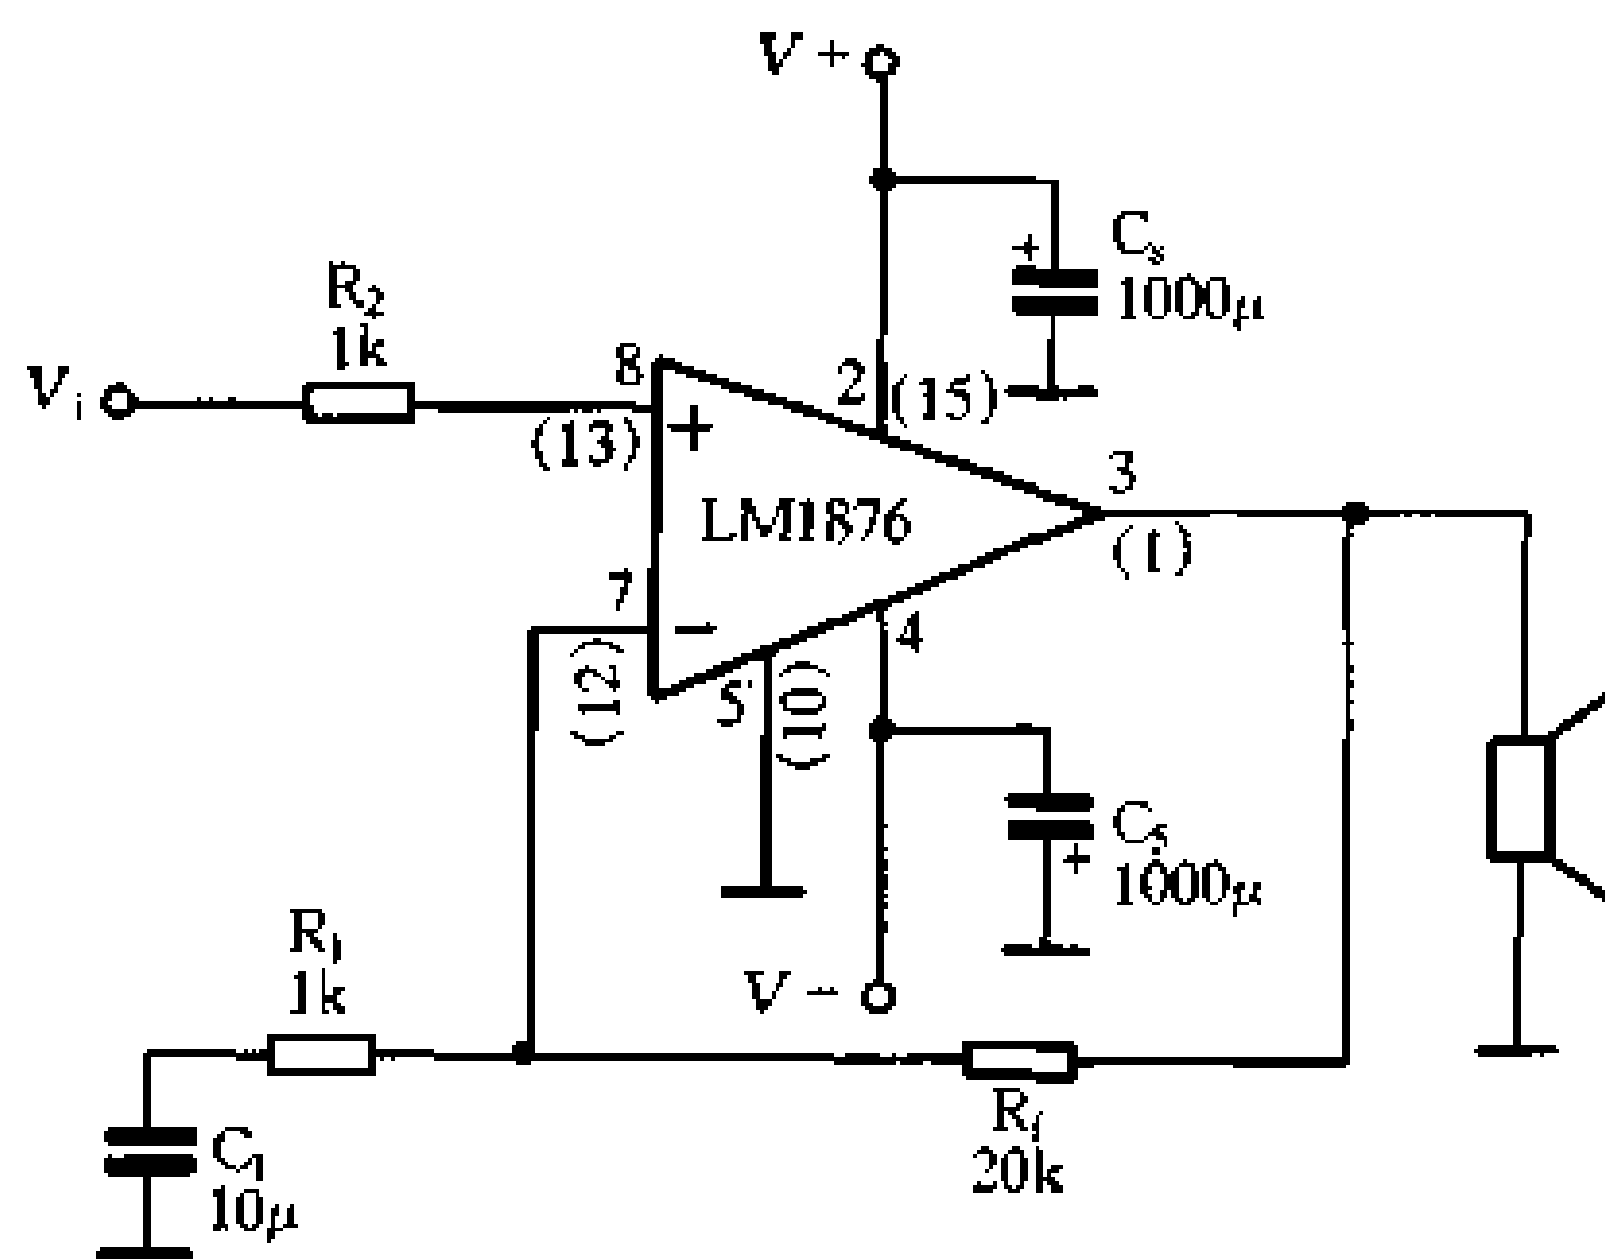 V +
+
Cs
1000μ
R2
1k
Vi
8
2
(15)
(13)
+
3
LM1876
(1)
7
−
4
(12)
5
(10)
C5
+
1000μ
R1
1k
V −
Rf
20k
C1
10μ